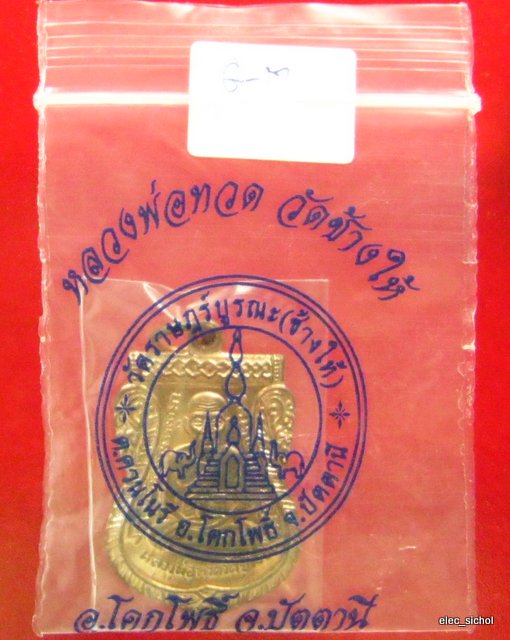 หลวงพ่อทวด วัดช้างให้
วัดราษฎร์บูรณะ(ช้างให้)
ต.ควนโนรี อ.โคกโพธิ์ จ.ปัตตานี
อ.โคกโพธิ์ จ.ปัตตานี
elec_sichol